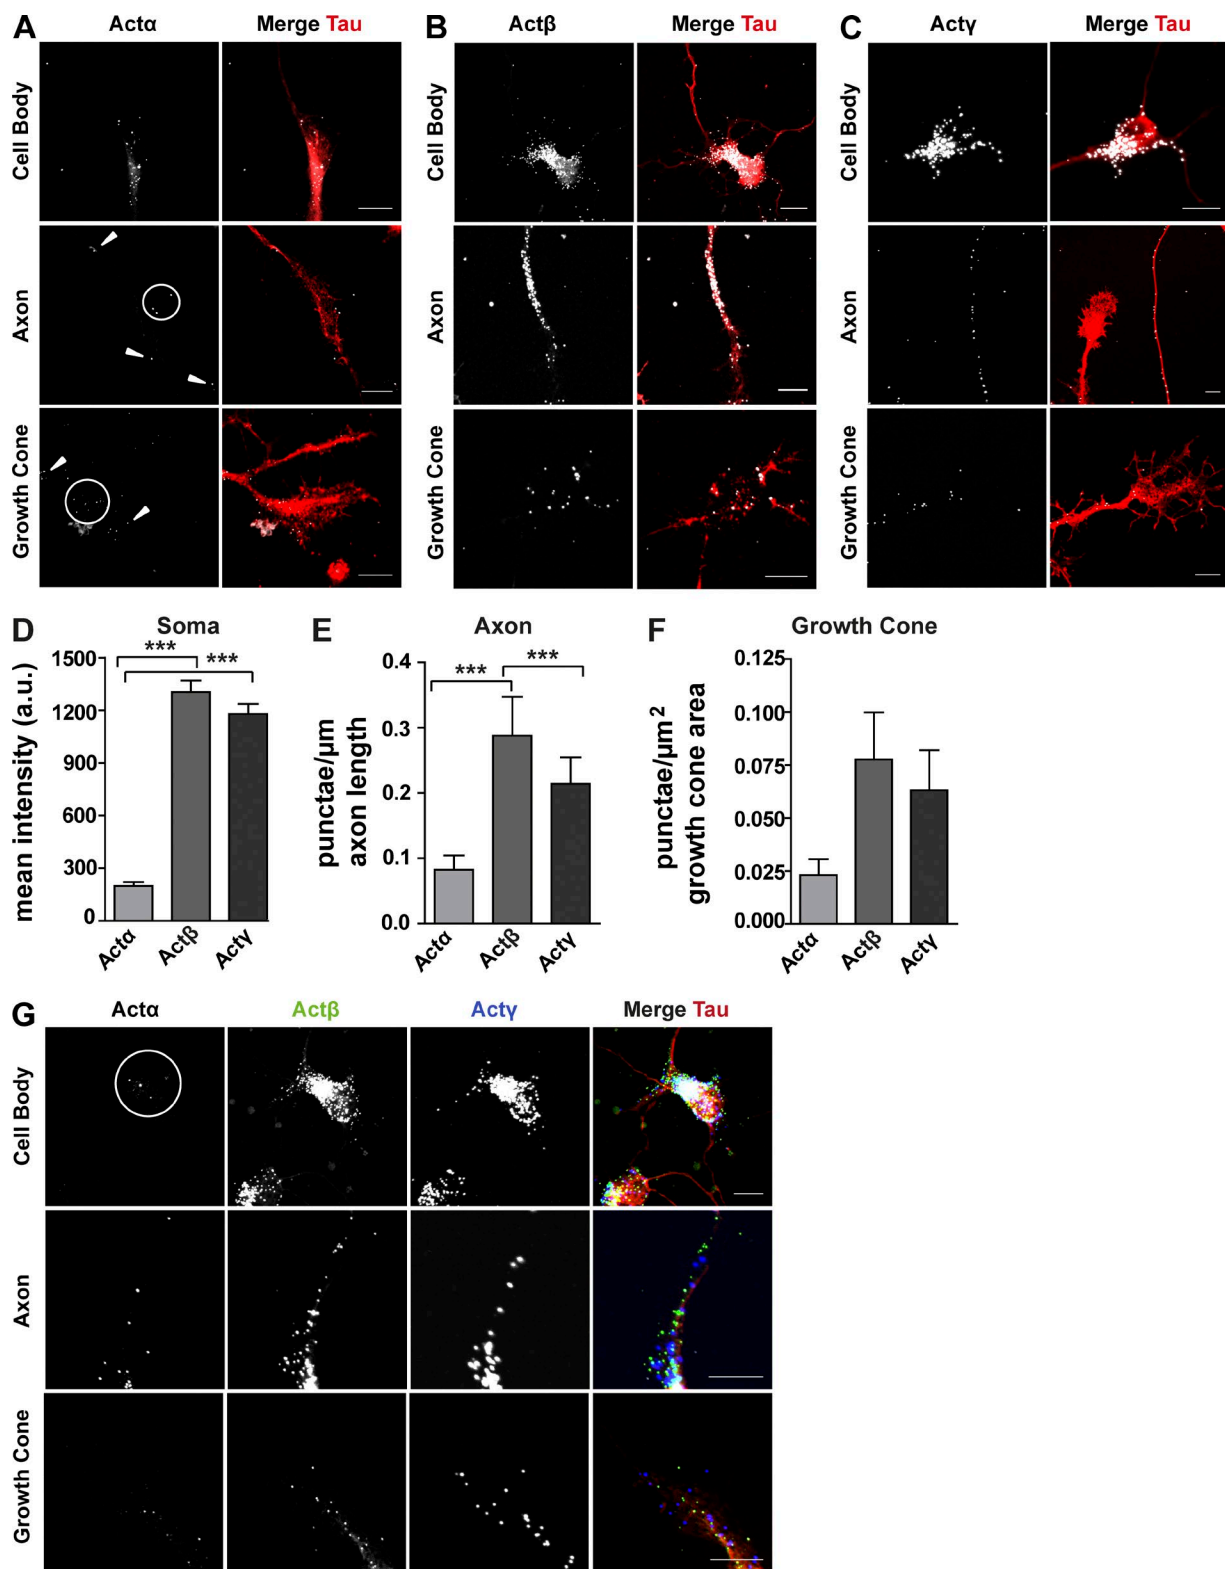 A Actα Merge Tau B Actβ Merge Tau C Actγ Merge Tau
Cell Body Cell Body Cell Body
Axon Axon Axon
Growth Cone Growth Cone Growth Cone
D Soma
mean intensity (a.u.)
1500
1200
900
600
300
0
*** ***
Actα Actβ Actγ
E Axon
punctae/µm
axon length
0.4
0.3
0.2
0.1
0.0
*** ***
Actα Actβ Actγ
F Growth Cone
punctae/µm²
growth cone area
0.125
0.100
0.075
0.050
0.025
0.000
Actα Actβ Actγ
G Actα Actβ Actγ Merge Tau
Cell Body
Axon
Growth Cone